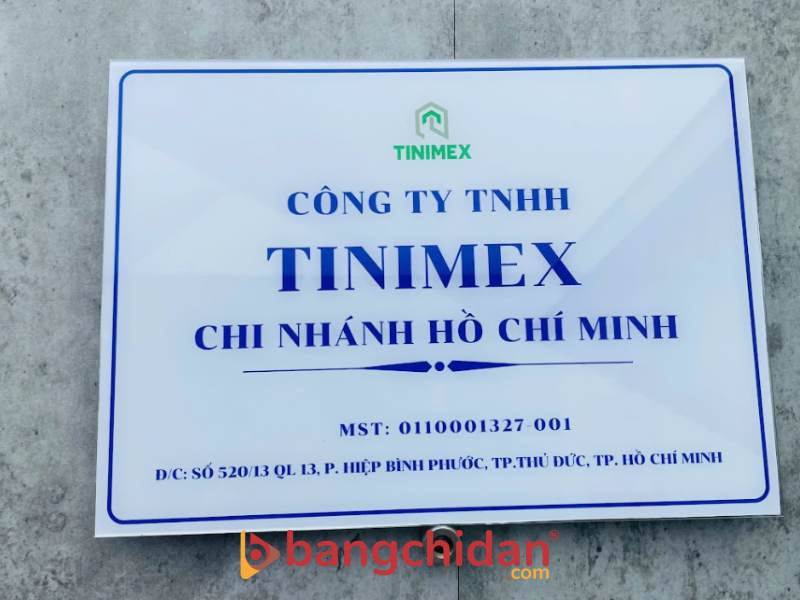 TINIMEX
CÔNG TY TNHH
TINIMEX
CHI NHÁNH HỒ CHÍ MINH
MST: 0110001327-001
Đ/C: SỐ 520/13 QL 13, P. HIỆP BÌNH PHƯỚC, TP.THỦ ĐỨC, TP. HỒ CHÍ MINH
bangchidan®
com